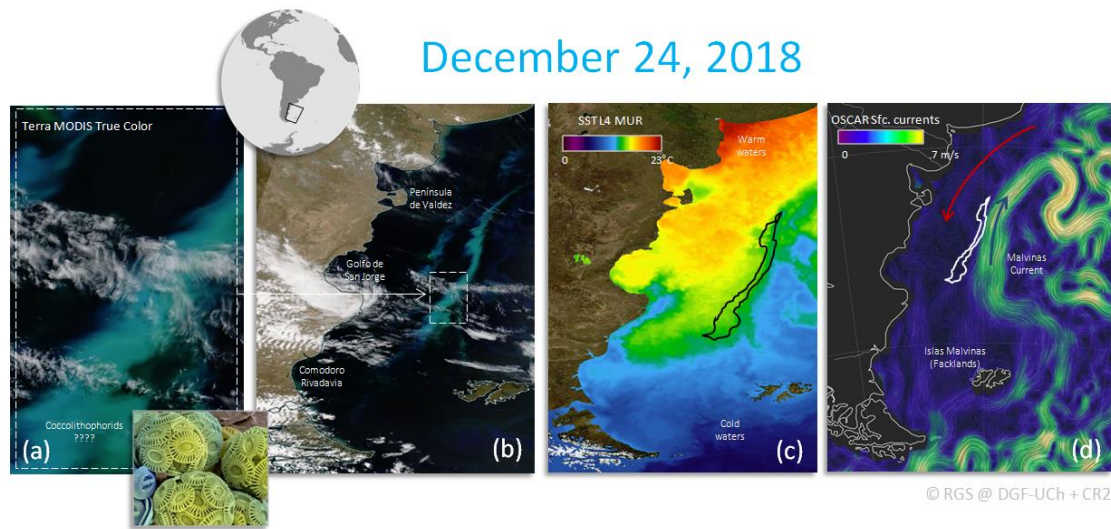 December 24, 2018
Terra MODIS True Color
Coccolithophorids
????
(a)
Península
de Valdez
Golfo de
San Jorge
Comodoro
Rivadavia
(b)
SST L4 MUR
0
23°C
Warm
waters
Cold
waters
(c)
OSCAR Sfc. currents
0
7 m/s
Malvinas
Current
Islas Malvinas
(Facklands)
(d)
© RGS @ DGF-UCh + CR2